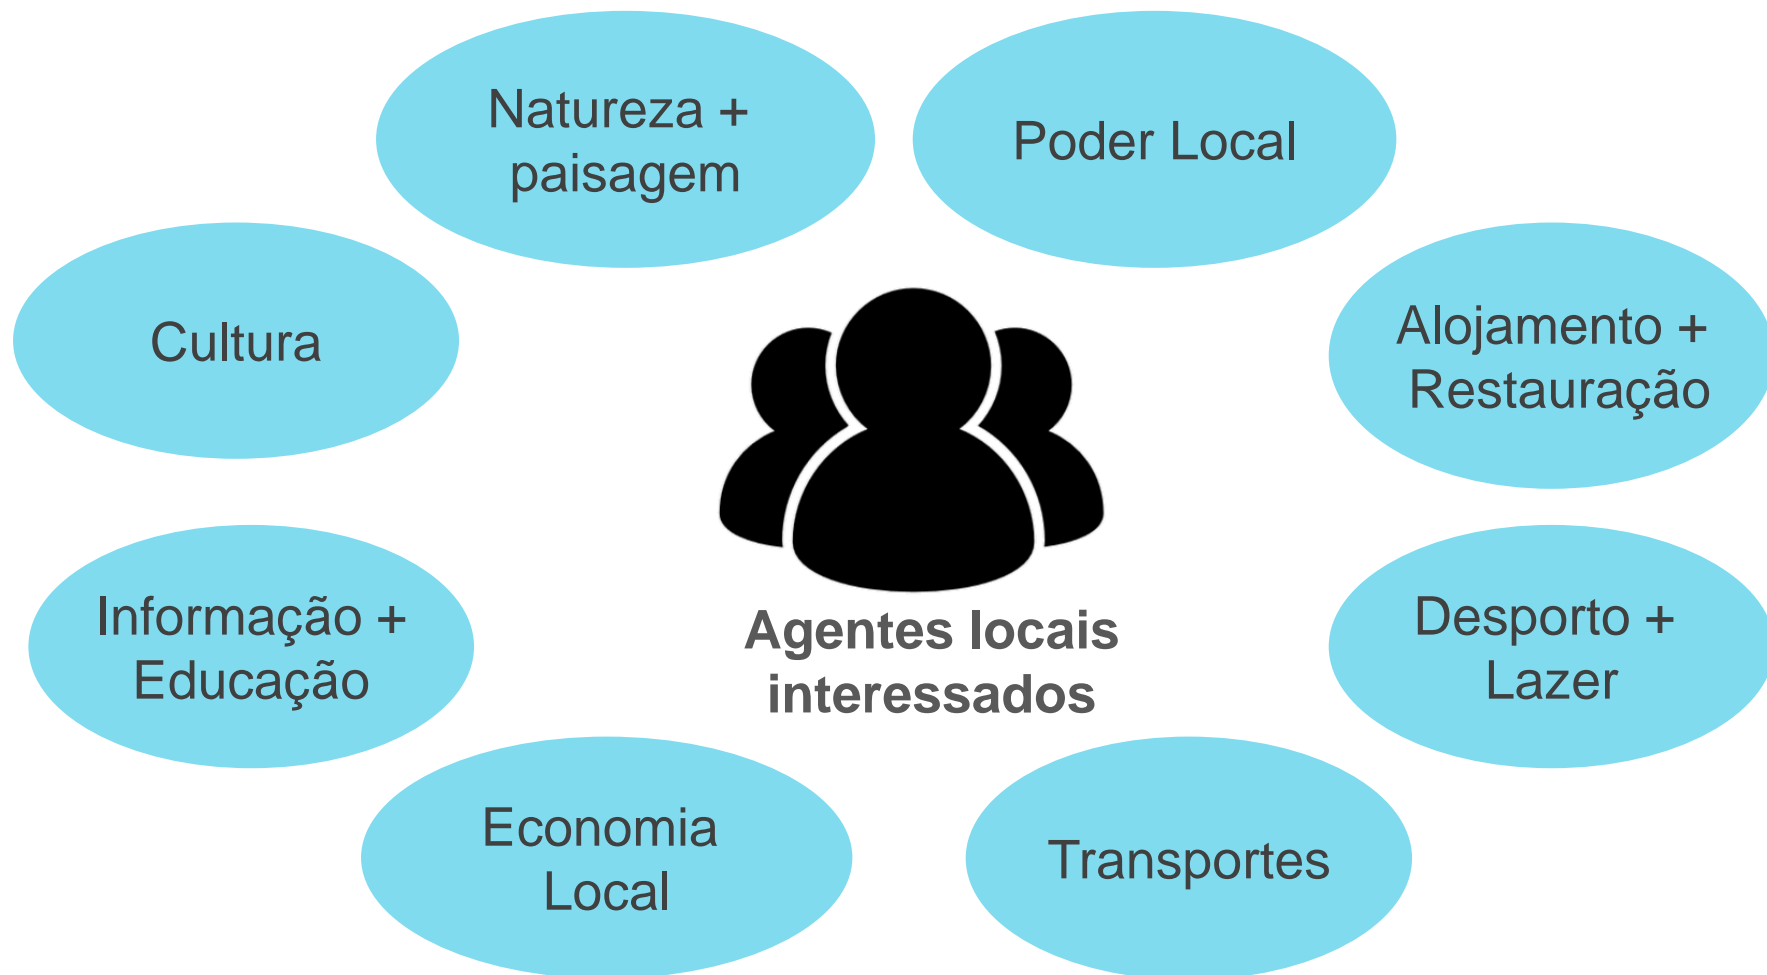 Natureza +
paisagem
Poder Local
Cultura
Alojamento +
Restauração
Informação +
Educação
Agentes locais
interessados
Desporto +
Lazer
Economia
Local
Transportes